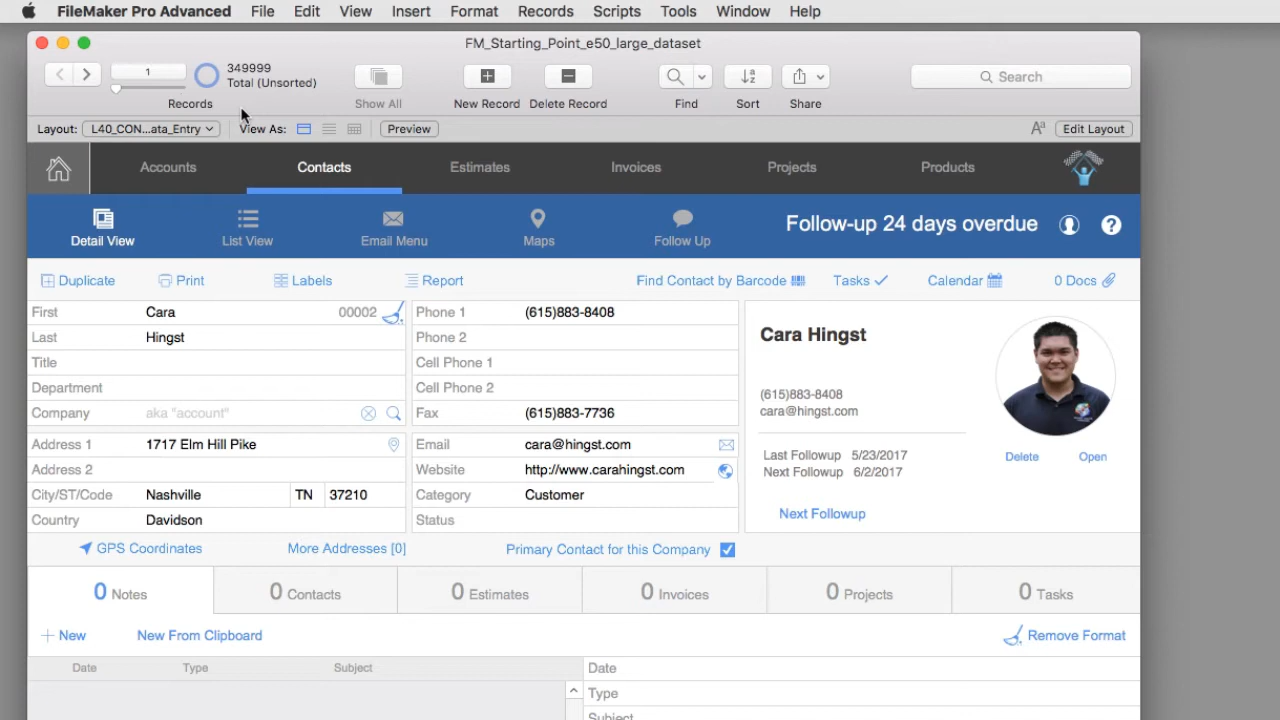 FileMaker Pro Advanced File Edit View Insert Format Records Scripts Tools Window Help
FM_Starting_Point_e50_large_dataset
1
349999
Total (Unsorted)
Search
Records Show All New Record Delete Record Find Sort Share
Layout: L40_CON...ata_Entry View As: Preview Aª Edit Layout
Accounts Contacts Estimates Invoices Projects Products
Detail View List View Email Menu Maps Follow Up
Follow-up 24 days overdue ?
Duplicate Print Labels Report Find Contact by Barcode Tasks Calendar 0 Docs
First Cara 00002
Last Hingst
Title
Department
Company aka "account"
Address 1 1717 Elm Hill Pike
Address 2
City/ST/Code Nashville TN 37210
Country Davidson
Phone 1 (615)883-8408
Phone 2
Cell Phone 1
Cell Phone 2
Fax (615)883-7736
Email cara@hingst.com
Website http://www.carahingst.com
Category Customer
Status
Cara Hingst
(615)883-8408
cara@hingst.com
Last Followup 5/23/2017
Next Followup 6/2/2017
Next Followup
Delete Open
GPS Coordinates More Addresses [0] Primary Contact for this Company
0 Notes 0 Contacts 0 Estimates 0 Invoices 0 Projects 0 Tasks
New New From Clipboard Remove Format
Date Type Subject
Date
Type
Subject